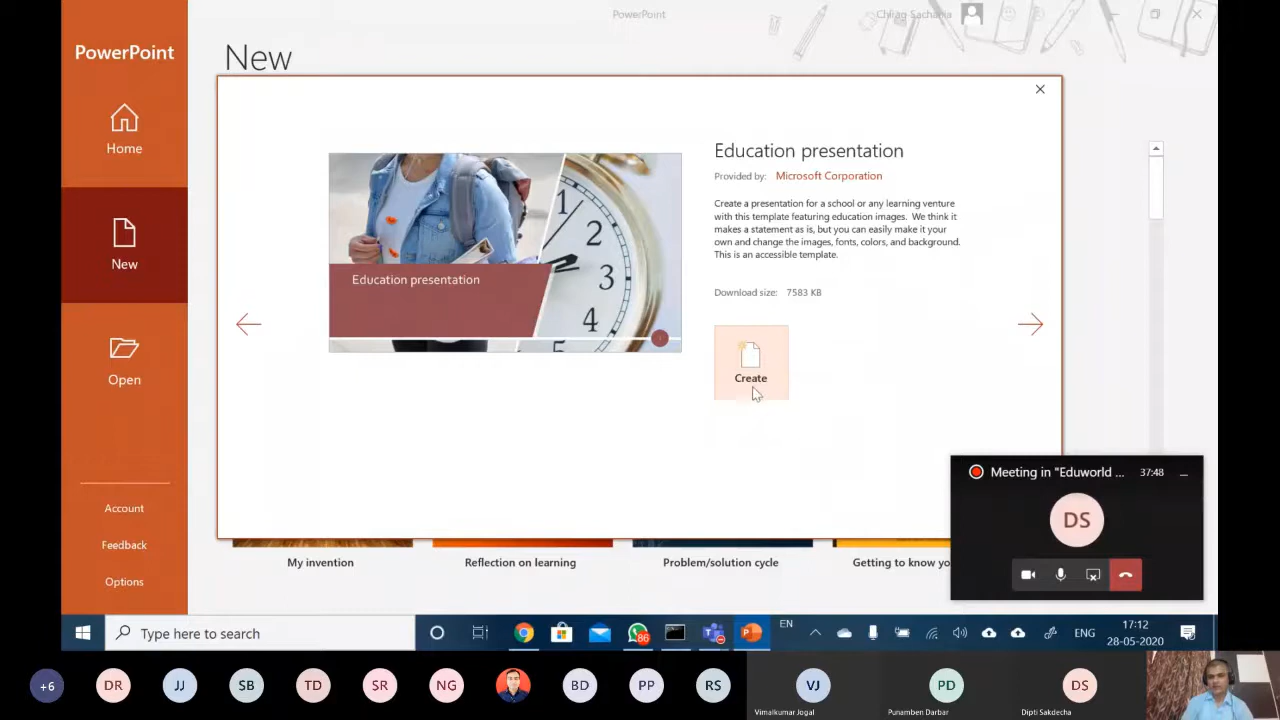 PowerPoint
Chirag Sachania
PowerPoint
New
Home
New
Open
Account
Feedback
Options
Education presentation
1
2
3
4
5
Education presentation
Provided by: Microsoft Corporation
Create a presentation for a school or any learning venture
with this template featuring education images. We think it
makes a statement as is, but you can easily make it your
own and change the images, fonts, colors, and background.
This is an accessible template.
Download size: 7583 KB
Create
My invention
Reflection on learning
Problem/solution cycle
Getting to know yo
Meeting in "Eduworld ...
37:48
DS
Type here to search
86
EN
ENG
17:12
28-05-2020
+6
DR
JJ
SB
TD
SR
NG
BD
PP
RS
VJ
Vimalkumar Jogal
PD
Punamben Darbar
DS
Dipti Sakdecha